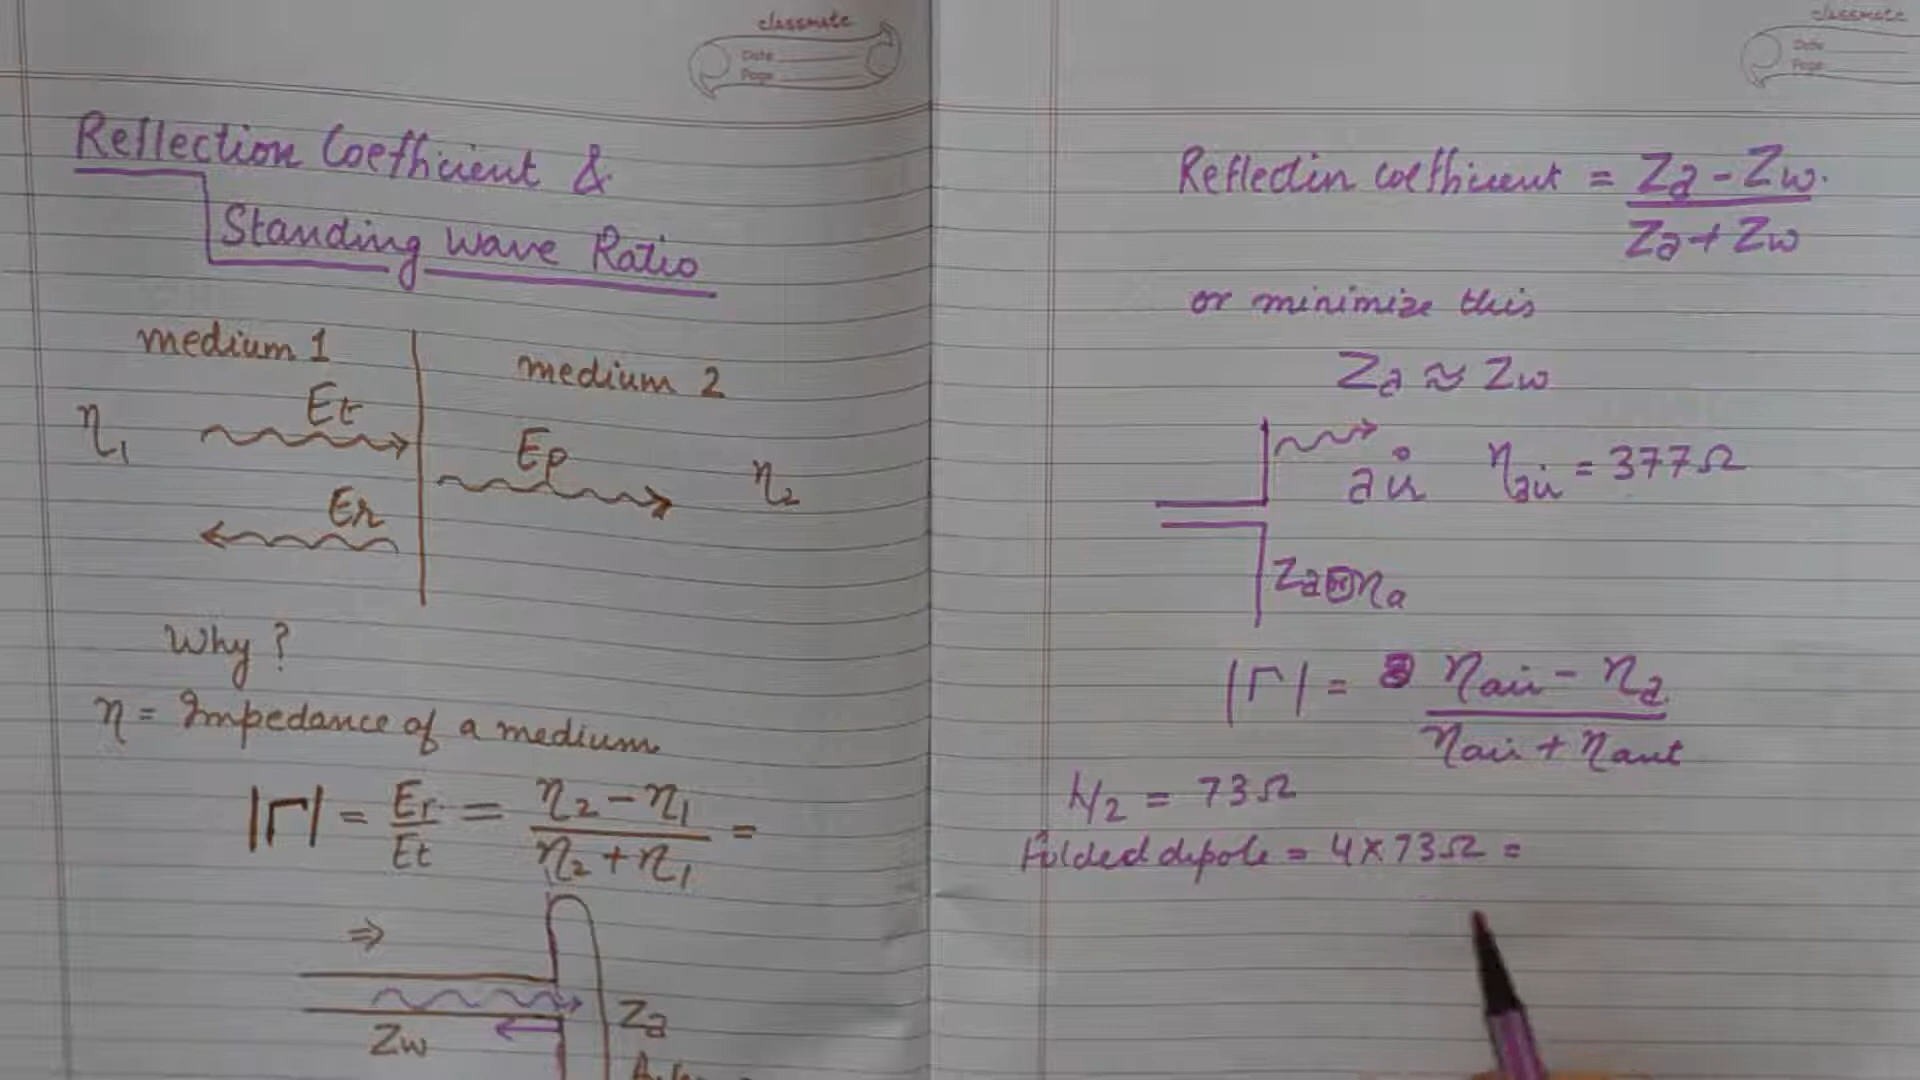 classmate
Date
Page
Reflection Coefficient &
Standing wave Ratio
medium 1
medium 2
Et
η1
Ep
η2
Er
Why?
η = Impedance of a medium
|Γ| = Er/Et = η2 - η1 / η2 + η1 =
⇒
Za
Zw
classmate
Date
Page
Reflectin coefficient = Za - Zw. / Za + Zw
or minimize this
Za ≈ Zw
air ηair = 377Ω
Za ηa
|Γ| = ηair - ηa / ηair + ηant
λ/2 = 73Ω
Folded dipole = 4 x 73Ω =